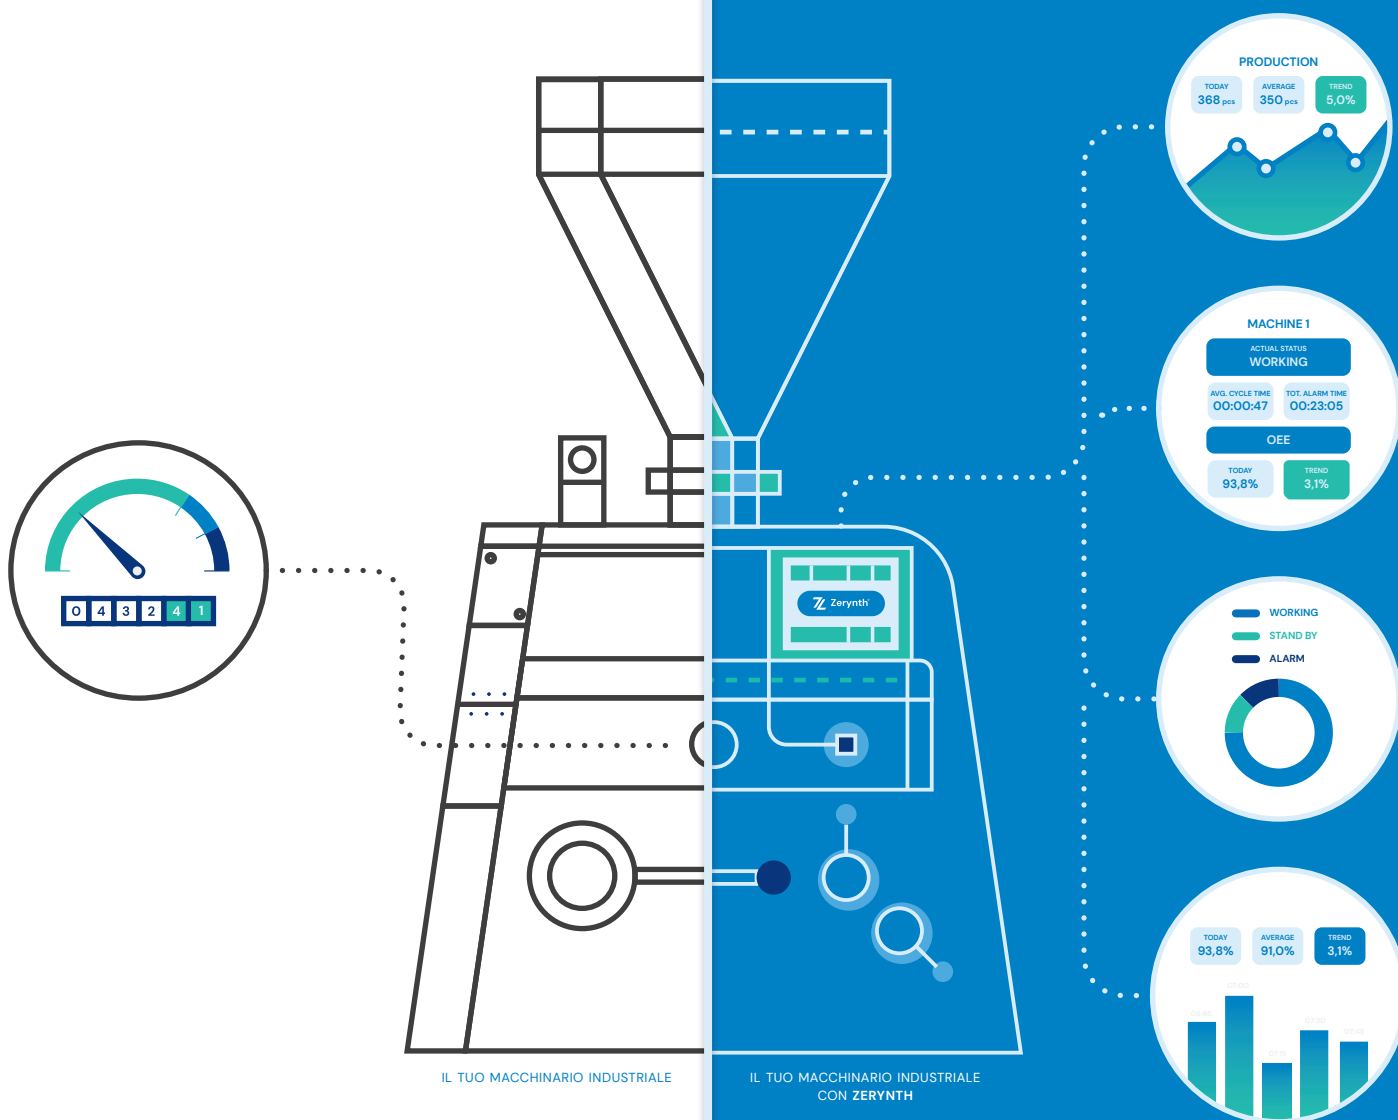 PRODUCTION
TODAY
368 pcs
AVERAGE
350 pcs
TREND
5,0%
MACHINE 1
ACTUAL STATUS
WORKING
AVG. CYCLE TIME
00:00:47
TOT. ALARM TIME
00:23:05
OEE
TODAY
93,8%
TREND
3,1%
0 4 3 2 4 1
Zerynth
WORKING
STAND BY
ALARM
TODAY
93,8%
AVERAGE
91,0%
TREND
3,1%
07:00
IL TUO MACCHINARIO INDUSTRIALE
IL TUO MACCHINARIO INDUSTRIALE
CON ZERYNTH